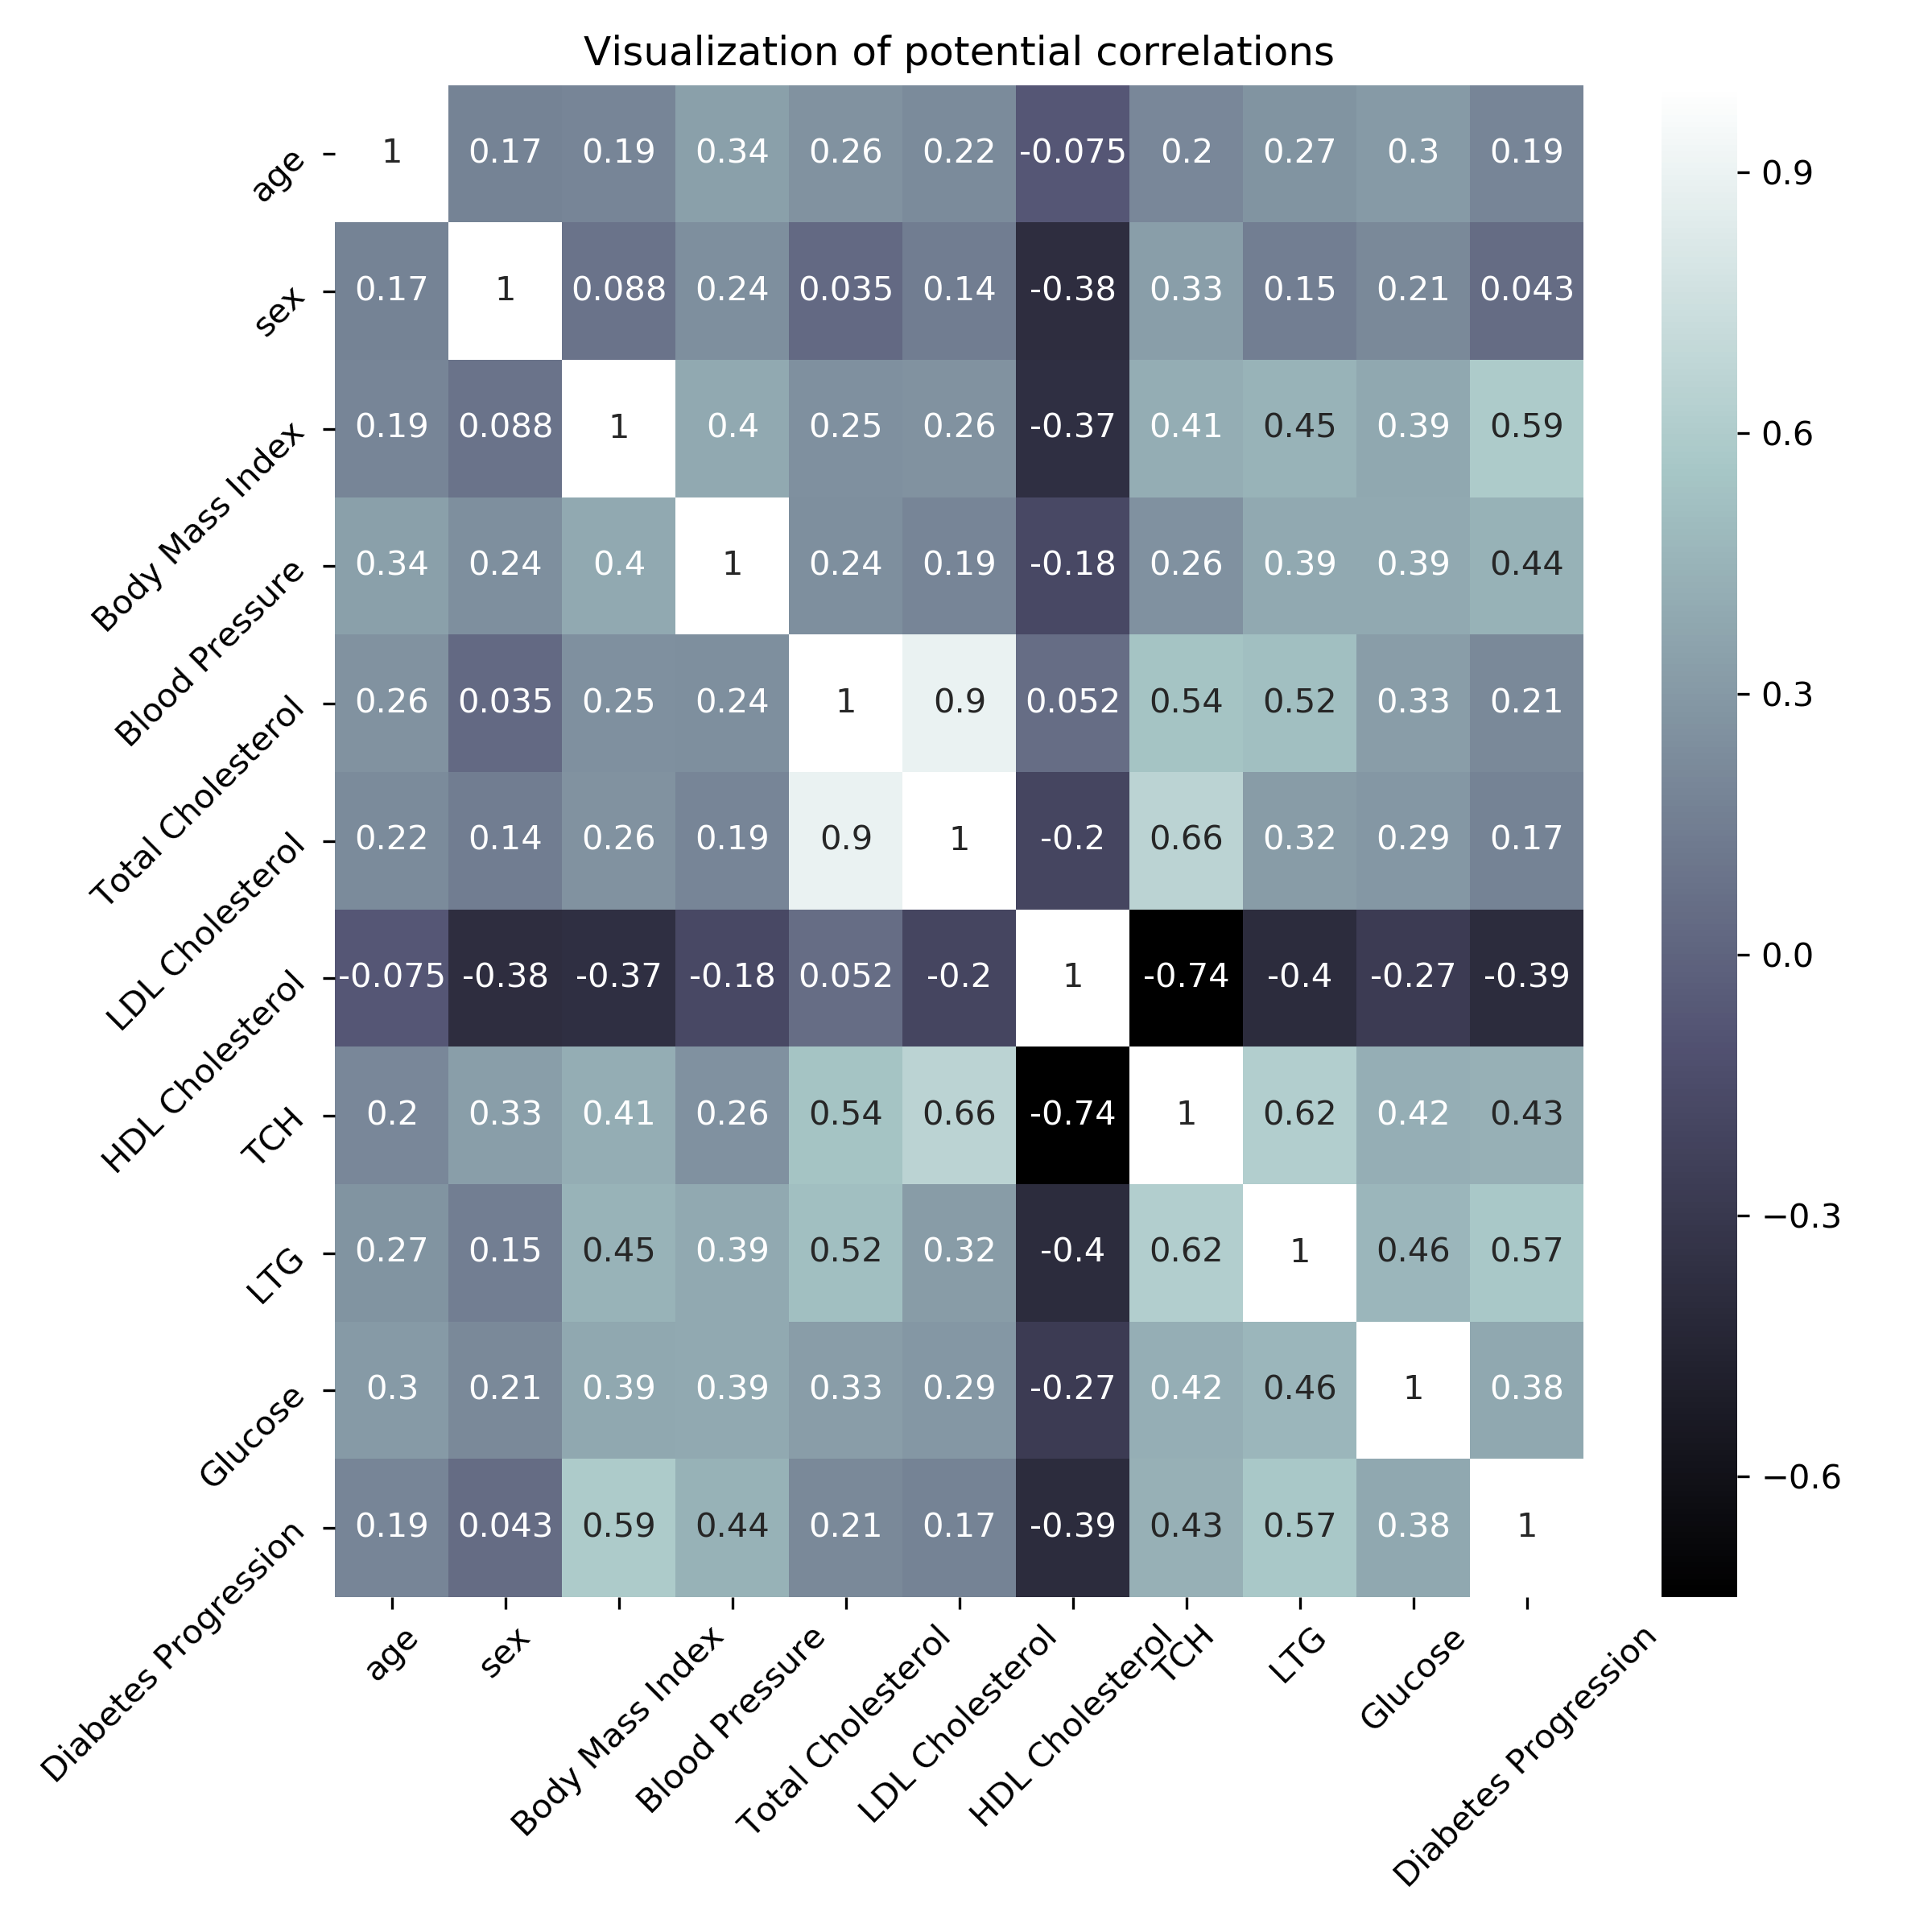 Visualization of potential correlations
age 1 0.17 0.19 0.34 0.26 0.22 -0.075 0.2 0.27 0.3 0.19
sex 0.17 1 0.088 0.24 0.035 0.14 -0.38 0.33 0.15 0.21 0.043
Body Mass Index 0.19 0.088 1 0.4 0.25 0.26 -0.37 0.41 0.45 0.39 0.59
Blood Pressure 0.34 0.24 0.4 1 0.24 0.19 -0.18 0.26 0.39 0.39 0.44
Total Cholesterol 0.26 0.035 0.25 0.24 1 0.9 0.052 0.54 0.52 0.33 0.21
LDL Cholesterol 0.22 0.14 0.26 0.19 0.9 1 -0.2 0.66 0.32 0.29 0.17
HDL Cholesterol -0.075 -0.38 -0.37 -0.18 0.052 -0.2 1 -0.74 -0.4 -0.27 -0.39
TCH 0.2 0.33 0.41 0.26 0.54 0.66 -0.74 1 0.62 0.42 0.43
LTG 0.27 0.15 0.45 0.39 0.52 0.32 -0.4 0.62 1 0.46 0.57
Glucose 0.3 0.21 0.39 0.39 0.33 0.29 -0.27 0.42 0.46 1 0.38
Diabetes Progression 0.19 0.043 0.59 0.44 0.21 0.17 -0.39 0.43 0.57 0.38 1
age
sex
Body Mass Index
Blood Pressure
Total Cholesterol
LDL Cholesterol
HDL Cholesterol
TCH
LTG
Glucose
Diabetes Progression
0.9
0.6
0.3
0.0
−0.3
−0.6